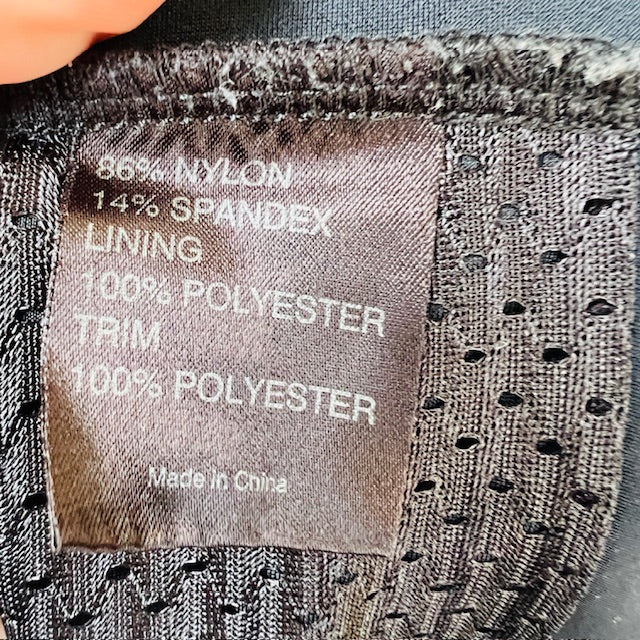 86% NYLON
14% SPANDEX
LINING
100% POLYESTER
TRIM
100% POLYESTER
Made in China